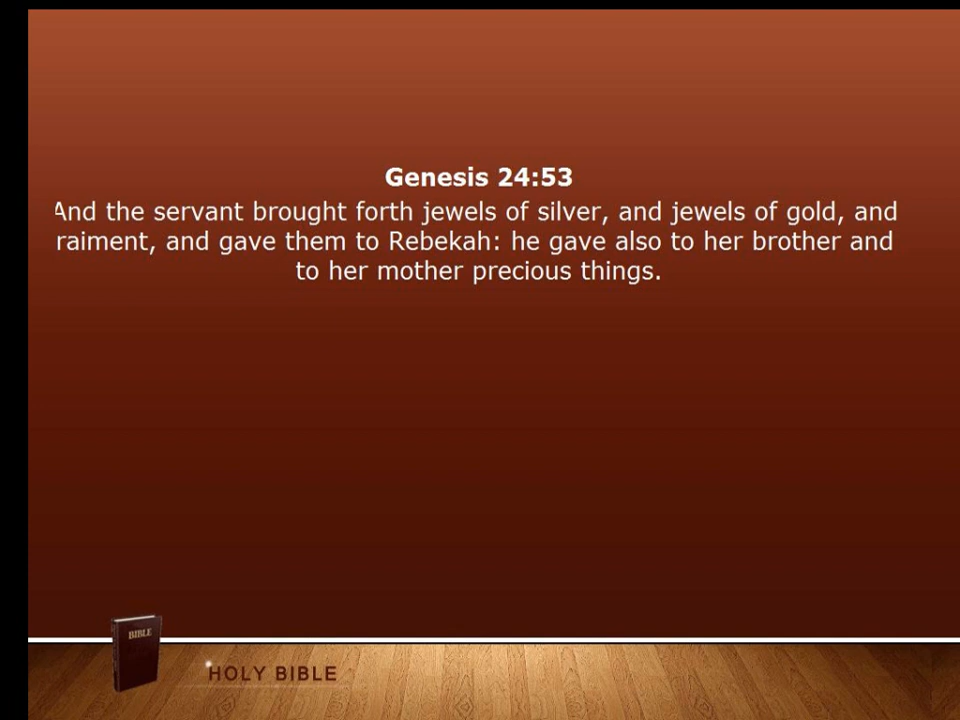 Genesis 24:53
And the servant brought forth jewels of silver, and jewels of gold, and
raiment, and gave them to Rebekah: he gave also to her brother and
to her mother precious things.
BIBLE
HOLY BIBLE